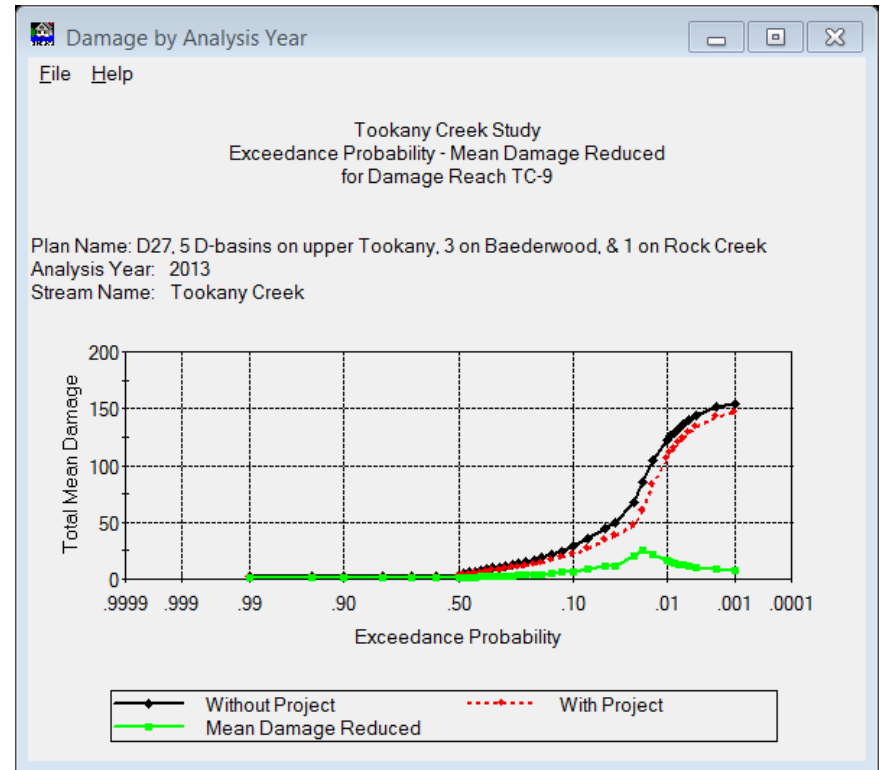 Damage by Analysis Year
File Help
Tookany Creek Study
Exceedance Probability - Mean Damage Reduced
for Damage Reach TC-9
Plan Name: D27, 5 D-basins on upper Tookany, 3 on Baederwood, & 1 on Rock Creek
Analysis Year: 2013
Stream Name: Tookany Creek
200
150
100
50
0
Total Mean Damage
.9999 .999 .99 .90 .50 .10 .01 .001 .0001
Exceedance Probability
Without Project With Project
Mean Damage Reduced